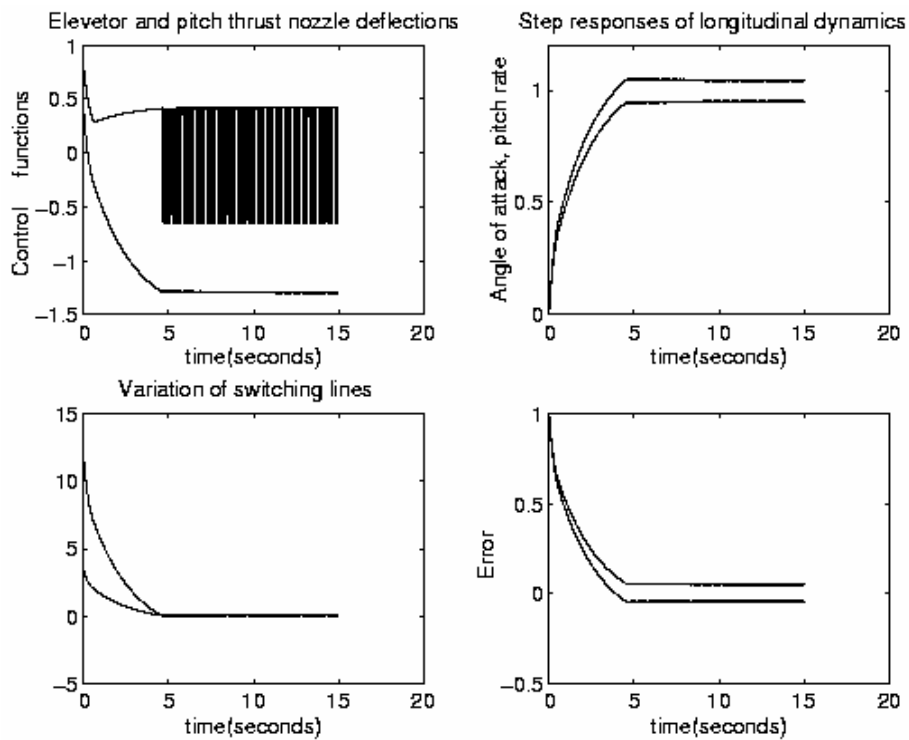 Elevetor and pitch thrust nozzle deflections
Step responses of longitudinal dynamics
Control functions
1
0.5
0
−0.5
−1
−1.5
0 5 10 15 20
time(seconds)
Angle of attack, pitch rate
1
0.5
0
0 5 10 15 20
time(seconds)
Variation of switching lines
15
10
5
0
−5
0 5 10 15 20
time(seconds)
Error
1
0.5
0
−0.5
0 5 10 15 20
time(seconds)